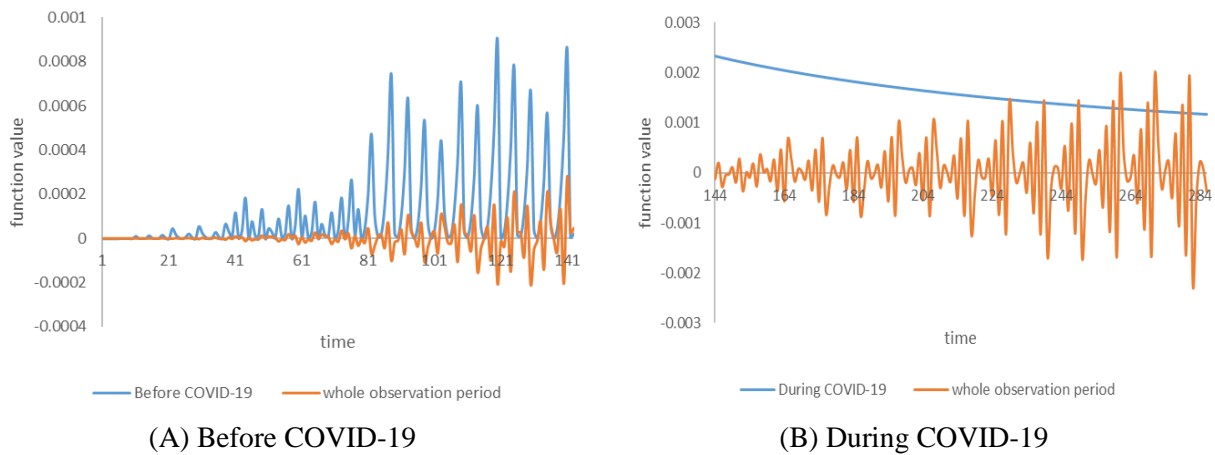 0.001
0.0008
0.0006
0.0004
0.0002
0
-0.0002
-0.0004
function value
1 21 41 61 81 101 121 141
time
Before COVID-19 whole observation period
(A) Before COVID-19
0.003
0.002
0.001
0
-0.001
-0.002
-0.003
function value
144 164 184 204 224 244 264 284
time
During COVID-19 whole observation period
(B) During COVID-19